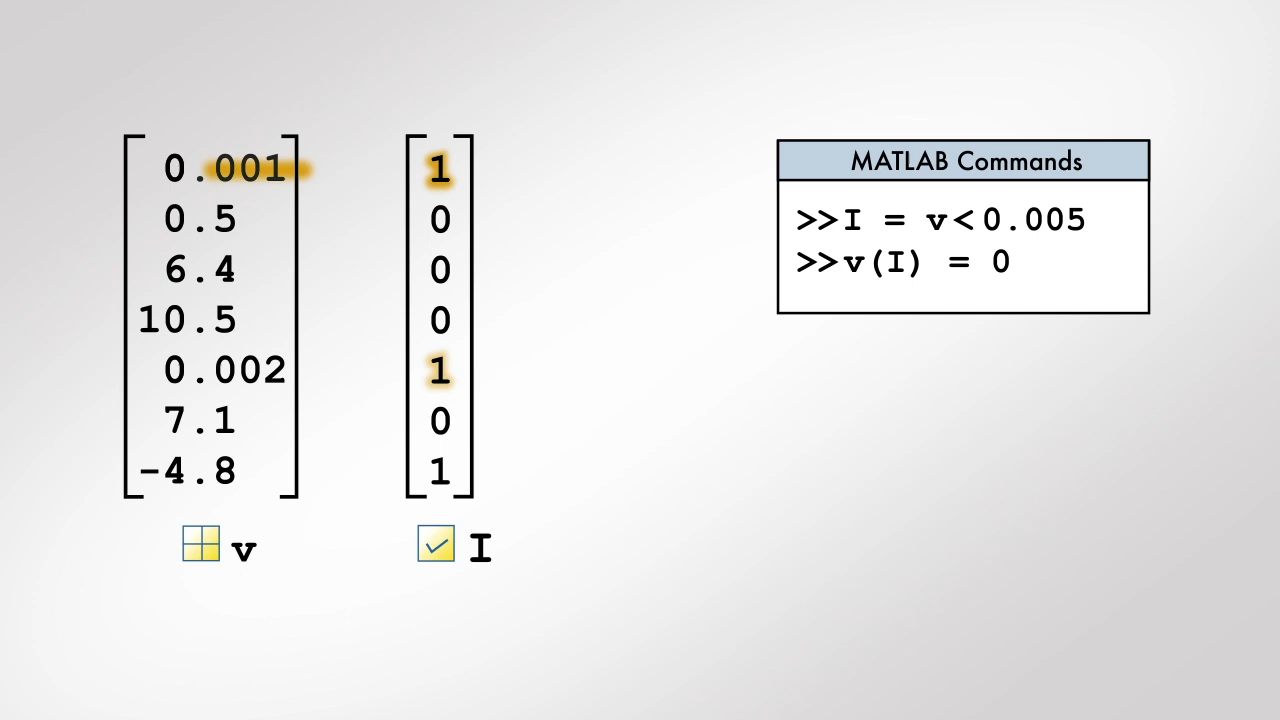 0.001 1
0.5 0
6.4 0
10.5 0
0.002 1
7.1 0
-4.8 1
v I
MATLAB Commands
>>I = v<0.005
>>v(I) = 0